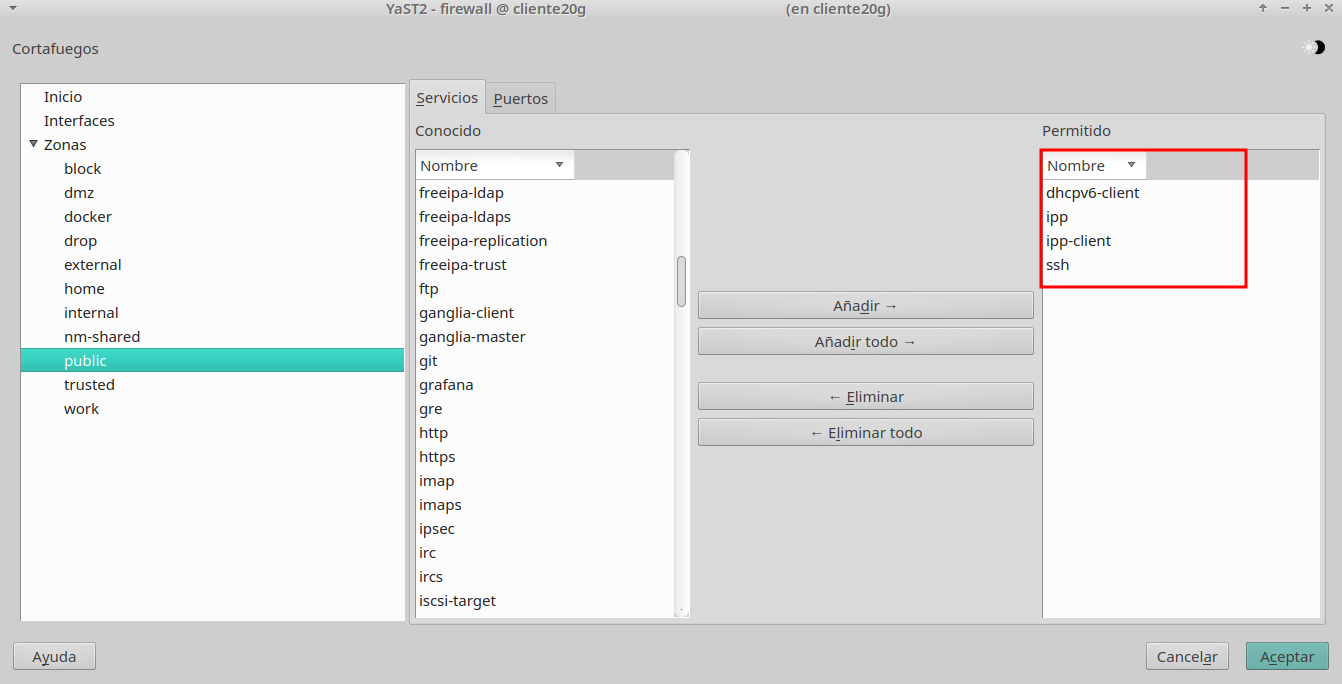 YaST2 - firewall @ cliente20g (en cliente20g)
Cortafuegos
Inicio
Interfaces
Zonas
block
dmz
docker
drop
external
home
internal
nm-shared
public
trusted
work
Servicios Puertos
Conocido
Nombre
freeipa-ldap
freeipa-ldaps
freeipa-replication
freeipa-trust
ftp
ganglia-client
ganglia-master
git
grafana
gre
http
https
imap
imaps
ipsec
irc
ircs
iscsi-target
Añadir →
Añadir todo →
← Eliminar
← Eliminar todo
Permitido
Nombre
dhcpv6-client
ipp
ipp-client
ssh
Ayuda Cancelar Aceptar